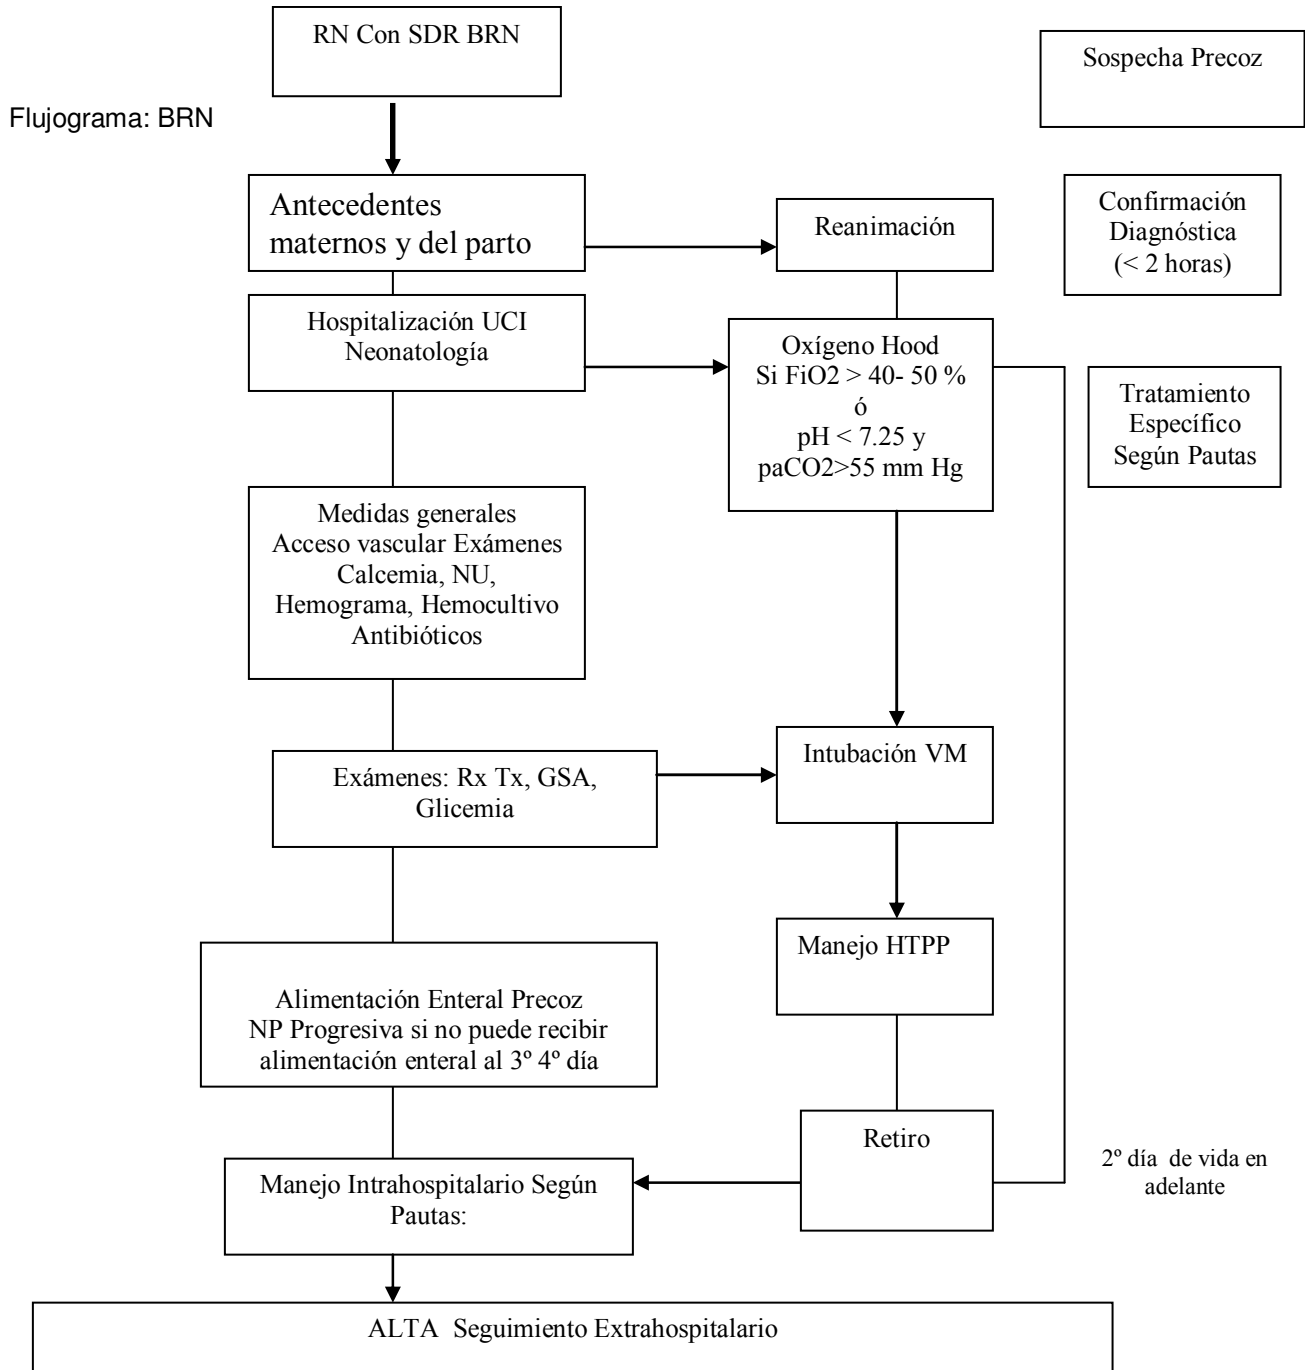 RN Con SDR BRN
Sospecha Precoz
Flujograma: BRN
Antecedentes
maternos y del parto
Reanimación
Confirmación
Diagnóstica
(< 2 horas)
Hospitalización UCI
Neonatología
Oxígeno Hood
Si FiO2 > 40- 50 %
ó
pH < 7.25 y
paCO2>55 mm Hg
Tratamiento
Específico
Según Pautas
Medidas generales
Acceso vascular Exámenes
Calcemia, NU,
Hemograma, Hemocultivo
Antibióticos
Exámenes: Rx Tx, GSA,
Glicemia
Intubación VM
Manejo HTPP
Alimentación Enteral Precoz
NP Progresiva si no puede recibir
alimentación enteral al 3º 4º día
Retiro
2º día de vida en
adelante
Manejo Intrahospitalario Según
Pautas:
ALTA Seguimiento Extrahospitalario